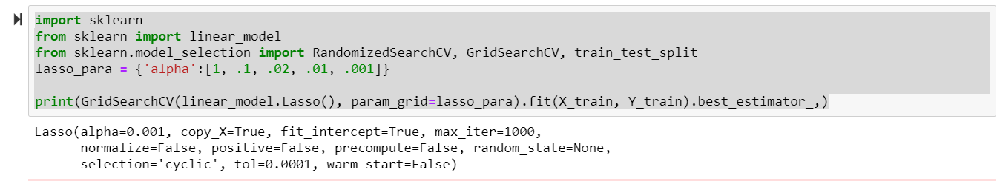 import sklearn
from sklearn import linear_model
from sklearn.model_selection import RandomizedSearchCV, GridSearchCV, train_test_split
lasso_para = {'alpha':[1, .1, .02, .01, .001]}
print(GridSearchCV(linear_model.Lasso(), param_grid=lasso_para).fit(X_train, Y_train).best_estimator_,)
Lasso(alpha=0.001, copy_X=True, fit_intercept=True, max_iter=1000,
normalize=False, positive=False, precompute=False, random_state=None,
selection='cyclic', tol=0.0001, warm_start=False)